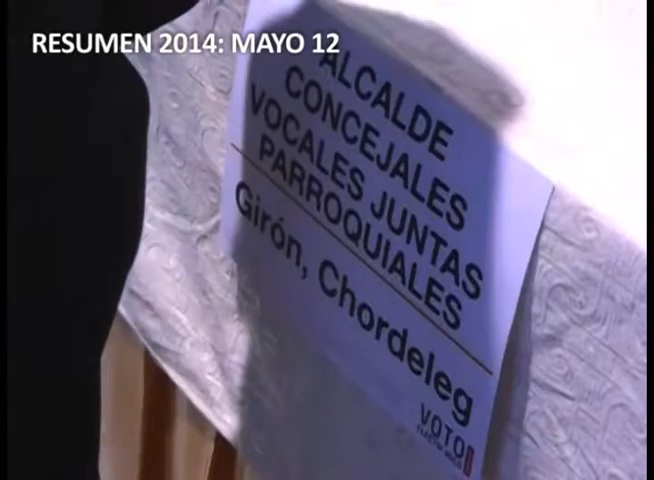 RESUMEN 2014: MAYO 12
ALCALDE
CONCEJALES
VOCALES JUNTAS
PARROQUIALES
Girón, Chordeleg
VOTO